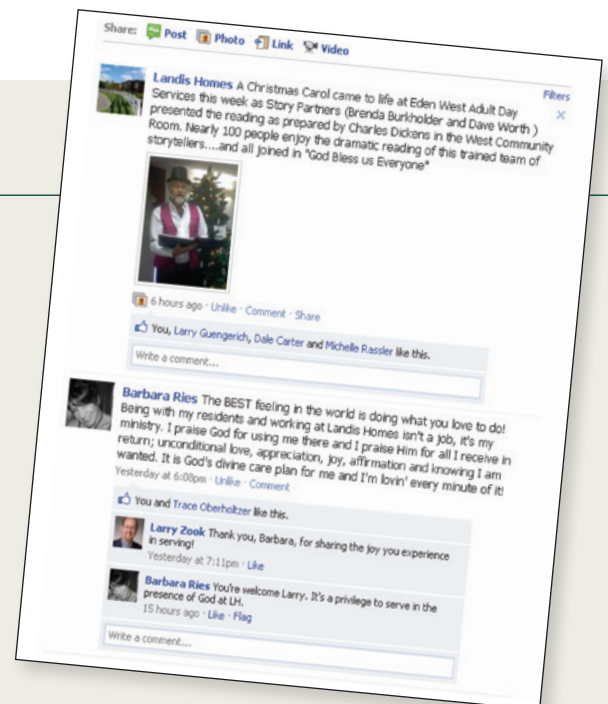 Share: Post Photo Link Video
Filters
Landis Homes A Christmas Carol came to life at Eden West Adult Day
Services this week as Story Partners (Brenda Burkholder and Dave Worth )
presented the reading as prepared by Charles Dickens in the West Community
Room. Nearly 100 people enjoy the dramatic reading of this trained team of
storytellers....and all joined in "God Bless us Everyone"
6 hours ago · Unlike · Comment · Share
You, Larry Guengerich, Dale Carter and Michelle Rassler like this.
Write a comment...
Barbara Ries The BEST feeling in the world is doing what you love to do!
Being with my residents and working at Landis Homes isn't a job, it's my
ministry. I praise God for using me there and I praise Him for all I receive in
return; unconditional love, appreciation, joy, affirmation and knowing I am
wanted. It is God's divine care plan for me and I'm lovin' every minute of it!
Yesterday at 6:08pm · Unlike · Comment
You and Trace Oberholtzer like this.
Larry Zook Thank you, Barbara, for sharing the joy you experience
in serving!
Yesterday at 7:11pm · Like
Barbara Ries You're welcome Larry. It's a privilege to serve in the
presence of God at LH.
15 hours ago · Like · Flag
Write a comment...